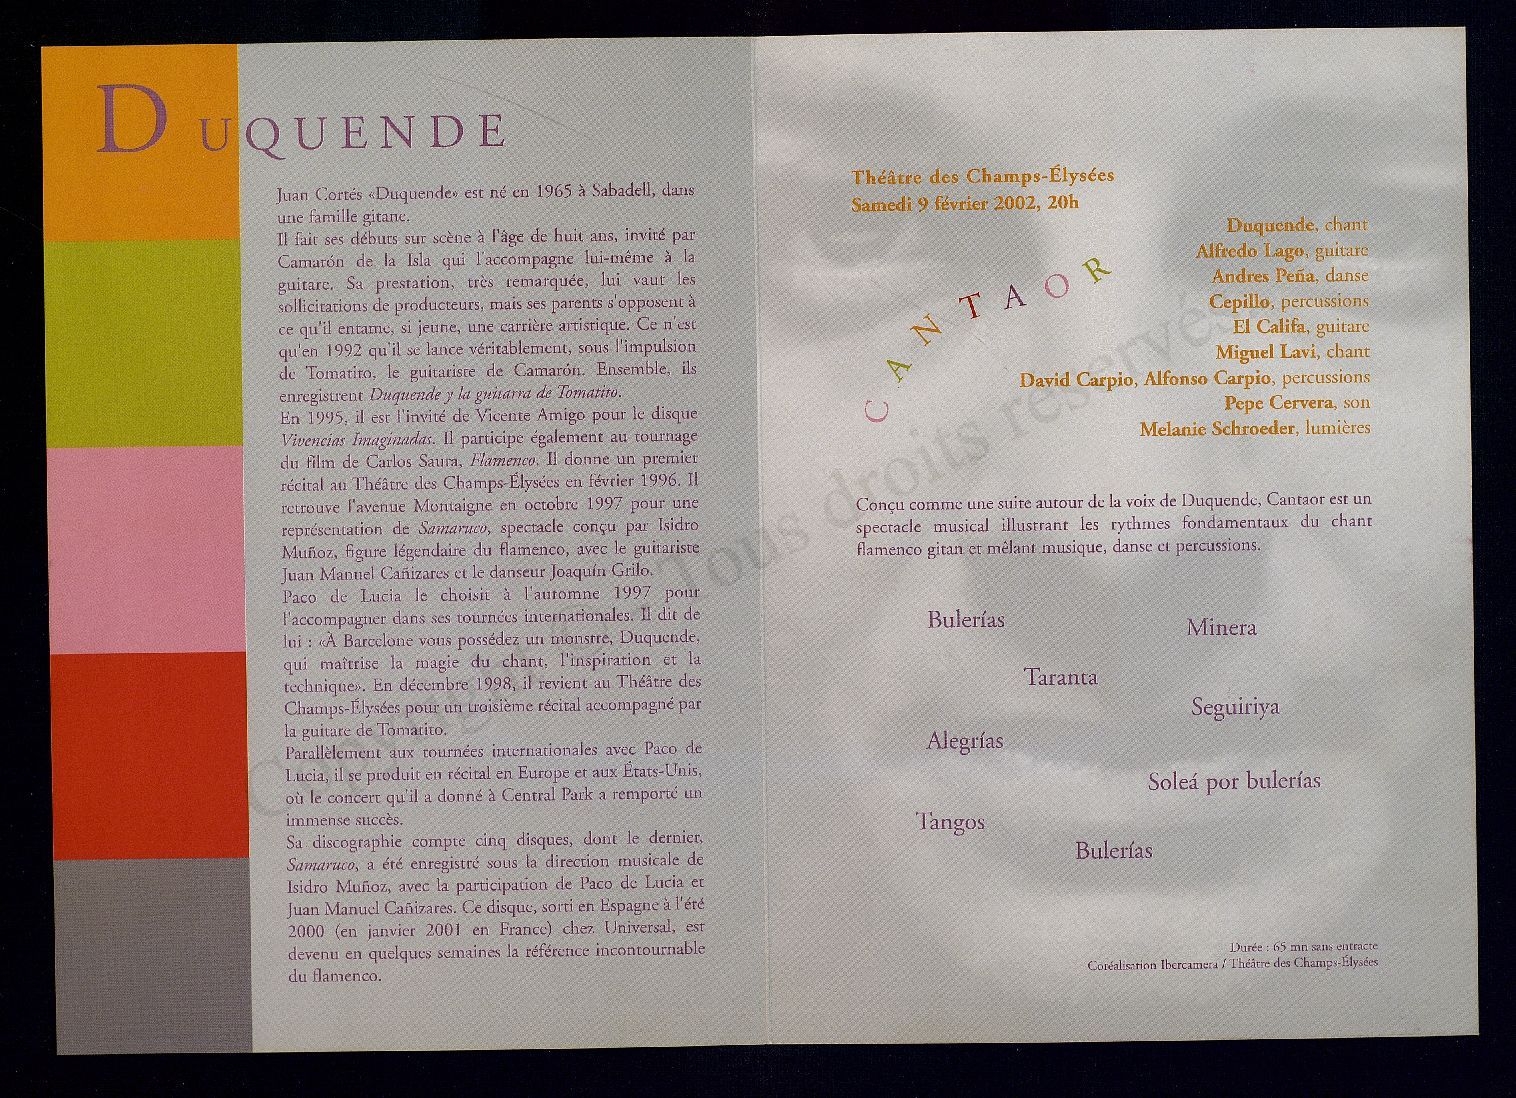 DUQUENDE
Juan Cortés «Duquende» est né en 1965 à Sabadell, dans
une famille gitane.
Il fait ses débuts sur scène à l'âge de huit ans, invité par
Camarón de la Isla qui l'accompagne lui-même à la
guitare. Sa prestation, très remarquée, lui vaut les
sollicitations de producteurs, mais ses parents s'opposent à
ce qu'il entame, si jeune, une carrière artistique. Ce n'est
qu'en 1992 qu'il se lance véritablement, sous l'impulsion
de Tomatito, le guitariste de Camarón. Ensemble, ils
enregistrent Duquende y la guitarra de Tomatito.
En 1995, il est l'invité de Vicente Amigo pour le disque
Vivencias Imaginadas. Il participe également au tournage
du film de Carlos Saura, Flamenco. Il donne un premier
récital au Théâtre des Champs-Élysées en février 1996. Il
retrouve l'avenue Montaigne en octobre 1997 pour une
représentation de Samaruco, spectacle conçu par Isidro
Muñoz, figure légendaire du flamenco, avec le guitariste
Juan Manuel Cañizares et le danseur Joaquín Grilo.
Paco de Lucia le choisit à l'automne 1997 pour
l'accompagner dans ses tournées internationales. Il dit de
lui : «À Barcelone vous possédez un monstre, Duquende,
qui maîtrise la magie du chant, l'inspiration et la
technique». En décembre 1998, il revient au Théâtre des
Champs-Élysées pour un troisième récital accompagné par
la guitare de Tomatito.
Parallèlement aux tournées internationales avec Paco de
Lucia, il se produit en récital en Europe et aux États-Unis,
où le concert qu'il a donné à Central Park a remporté un
immense succès.
Sa discographie compte cinq disques, dont le dernier,
Samaruco, a été enregistré sous la direction musicale de
Isidro Muñoz, avec la participation de Paco de Lucia et
Juan Manuel Cañizares. Ce disque, sorti en Espagne à l'été
2000 (en janvier 2001 en France) chez Universal, est
devenu en quelques semaines la référence incontournable
du flamenco.
Théâtre des Champs-Élysées
Samedi 9 février 2002, 20h
CANTAOR
Duquende, chant
Alfredo Lago, guitare
Andres Peña, danse
Cepillo, percussions
El Califa, guitare
Miguel Lavi, chant
David Carpio, Alfonso Carpio, percussions
Pepe Cervera, son
Melanie Schroeder, lumières
Conçu comme une suite autour de la voix de Duquende, Cantaor est un
spectacle musical illustrant les rythmes fondamentaux du chant
flamenco gitan et mêlant musique, danse et percussions.
Bulerías
Minera
Taranta
Seguiriya
Alegrías
Soleá por bulerías
Tangos
Bulerías
Durée : 65 mn sans entracte
Coréalisation Ibercamera / Théâtre des Champs-Élysées
Tous droits réservés